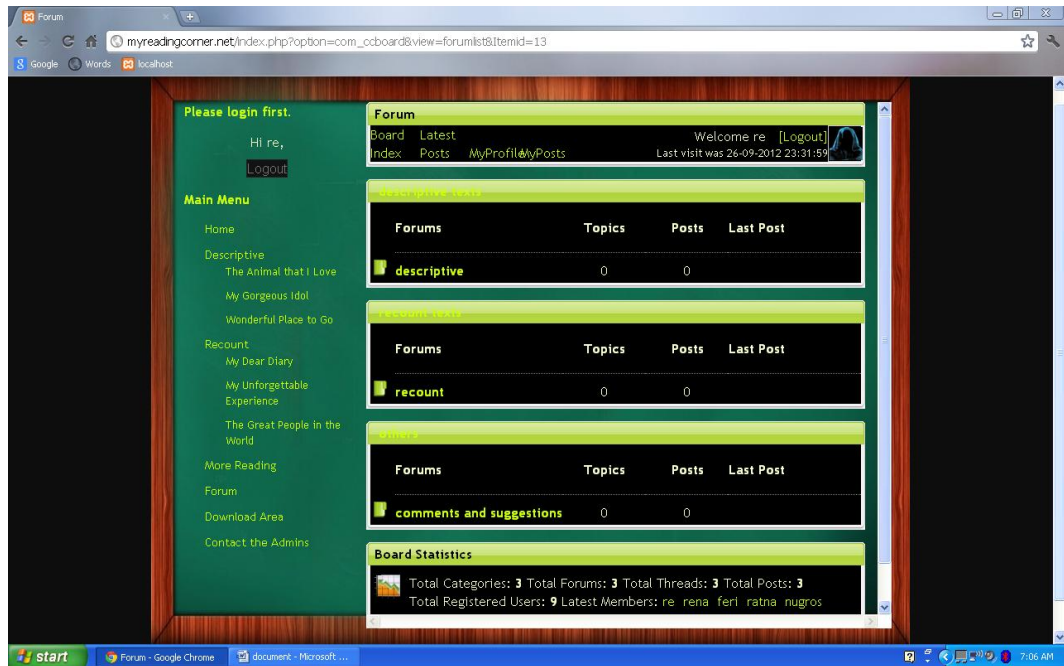 Forum
myreadingcorner.net/index.php?option=com_ccboard&view=forumlist&Itemid=13
Google Words localhost
Please login first.
Hi re,
Logout
Main Menu
Home
Descriptive
The Animal that I Love
My Gorgeous Idol
Wonderful Place to Go
Recount
My Dear Diary
My Unforgettable
Experience
The Great People in the
World
More Reading
Forum
Download Area
Contact the Admins
Forum
Board Latest
Index Posts MyProfile MyPosts
Welcome re [Logout]
Last visit was 26-09-2012 23:31:59
descriptive texts
Forums Topics Posts Last Post
descriptive 0 0
recount texts
Forums Topics Posts Last Post
recount 0 0
others
Forums Topics Posts Last Post
comments and suggestions 0 0
Board Statistics
Total Categories: 3 Total Forums: 3 Total Threads: 3 Total Posts: 3
Total Registered Users: 9 Latest Members: re rena feri ratna nugros
start Forum - Google Chrome document - Microsoft ... 7:06 AM